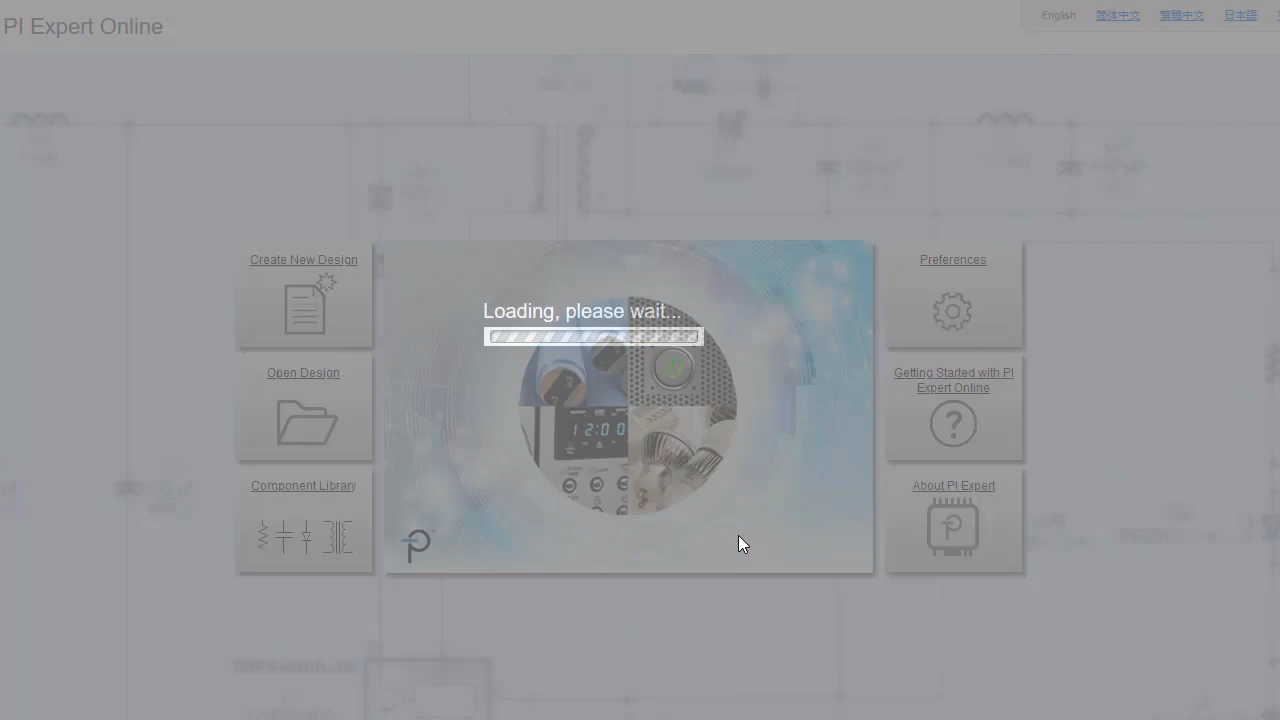 PI Expert Online
English 简体中文 繁體中文 日本語
Create New Design
Preferences
Loading, please wait...
Open Design
Getting Started with PI
Expert Online
12:00
Component Library
About PI Expert